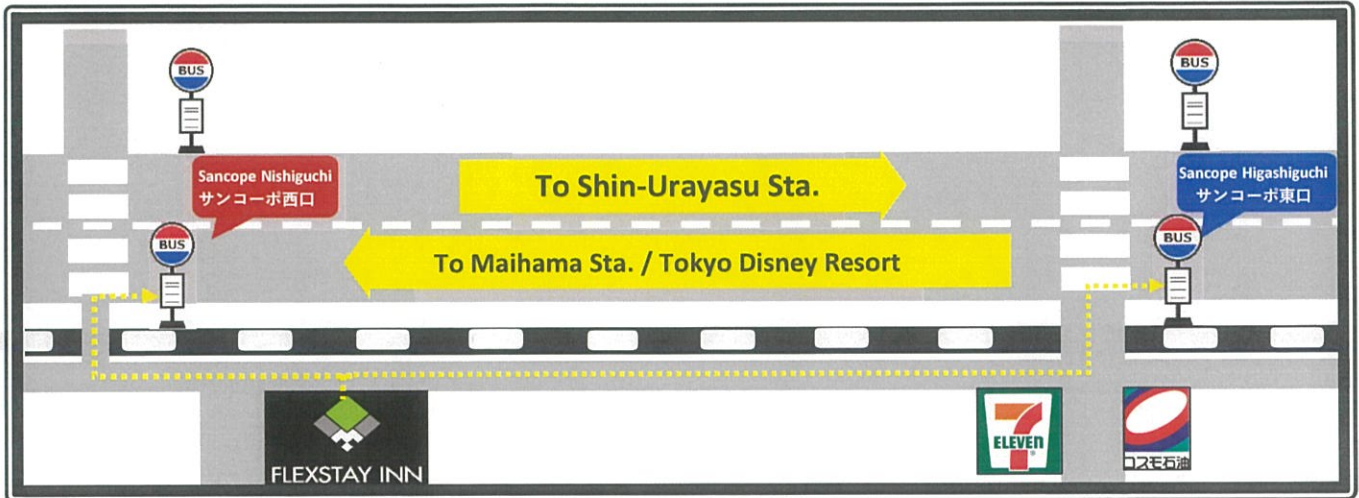 BUS
BUS
Sancope Nishiguchi
サンコーポ西口
To Shin-Urayasu Sta.
Sancope Higashiguchi
サンコーポ東口
BUS
BUS
To Maihama Sta. / Tokyo Disney Resort
FLEXSTAY INN
7
ELEVEN
コスモ石油